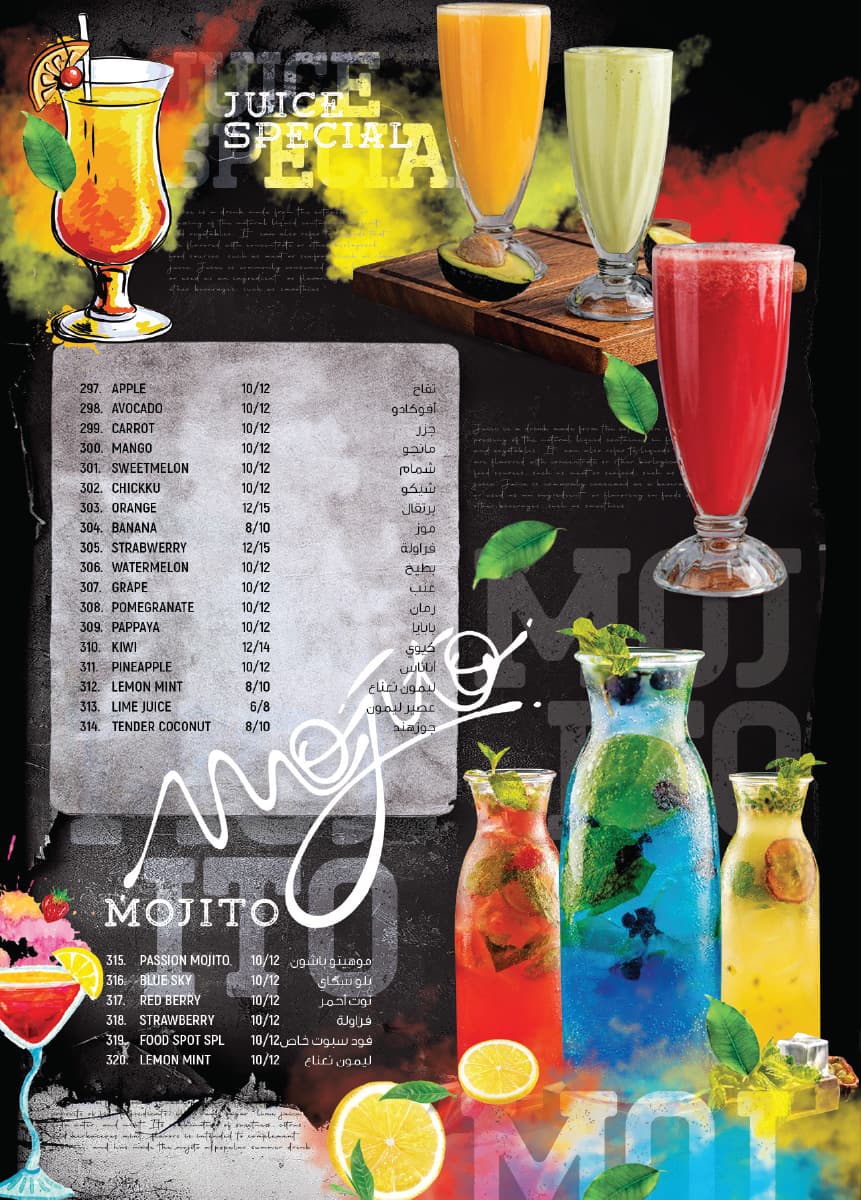 JUICE
SPECIAL
297. APPLE 10/12 تفاح
298. AVOCADO 10/12 أفوكادو
299. CARROT 10/12 جزر
300. MANGO 10/12 مانجو
301. SWEETMELON 10/12 شمام
302. CHICKKU 10/12 شيكو
303. ORANGE 12/15 برتقال
304. BANANA 8/10 موز
305. STRABWERRY 12/15 فراولة
306. WATERMELON 10/12 بطيخ
307. GRAPE 10/12 عنب
308. POMEGRANATE 10/12 رمان
309. PAPPAYA 10/12 بابايا
310. KIWI 12/14 كيوي
311. PINEAPPLE 10/12 أناناس
312. LEMON MINT 8/10 ليمون نعناع
313. LIME JUICE 6/8 عصير ليمون
314. TENDER COCONUT 8/10 جوزهند
mojito
MOJITO
315. PASSION MOJITO 10/12 موهيتو باشون
316. BLUE SKY 10/12 بلو سكاي
317. RED BERRY 10/12 توت أحمر
318. STRAWBERRY 10/12 فراولة
319. FOOD SPOT SPL 10/12 فود سبوت خاص
320. LEMON MINT 10/12 ليمون نعناع